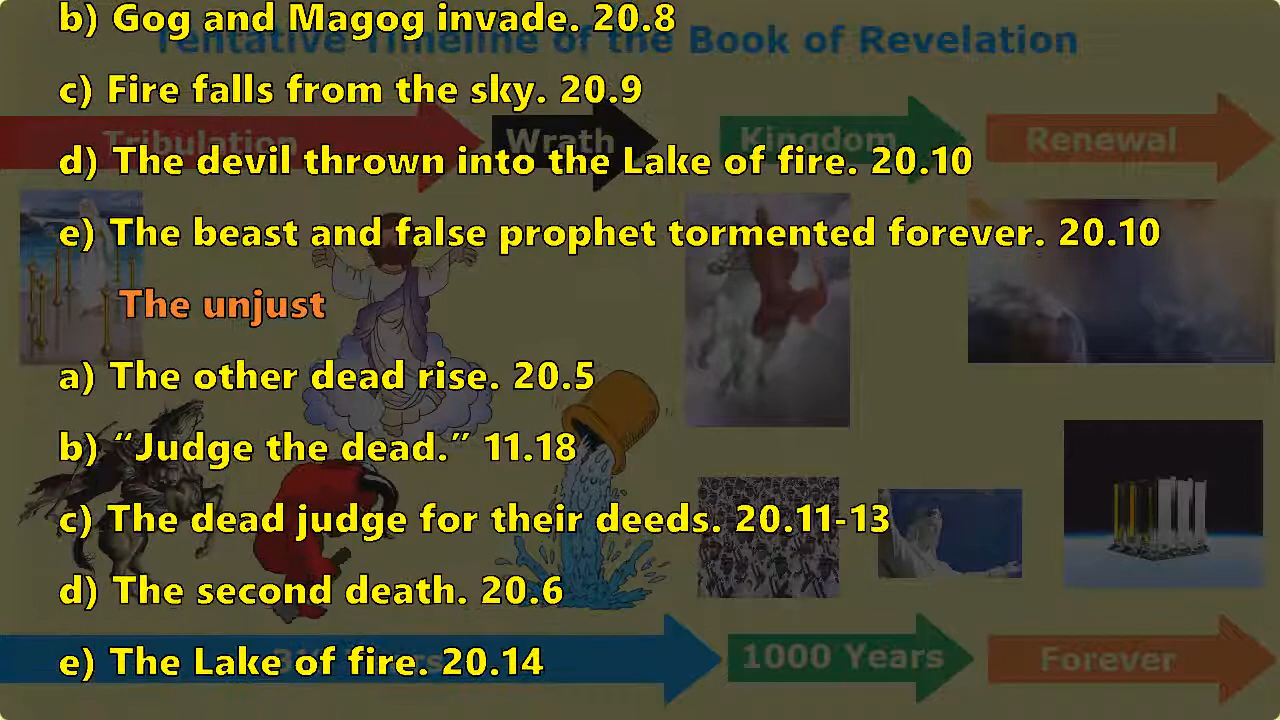 b) Gog and Magog invade. 20.8
Tentative Timeline of the Book of Revelation
c) Fire falls from the sky. 20.9
Tribulation
Wrath
Kingdom
Renewal
d) The devil thrown into the Lake of fire. 20.10
e) The beast and false prophet tormented forever. 20.10
The unjust
a) The other dead rise. 20.5
b) “Judge the dead.” 11.18
c) The dead judge for their deeds. 20.11-13
d) The second death. 20.6
e) The Lake of fire. 20.14
1000 Years
Forever